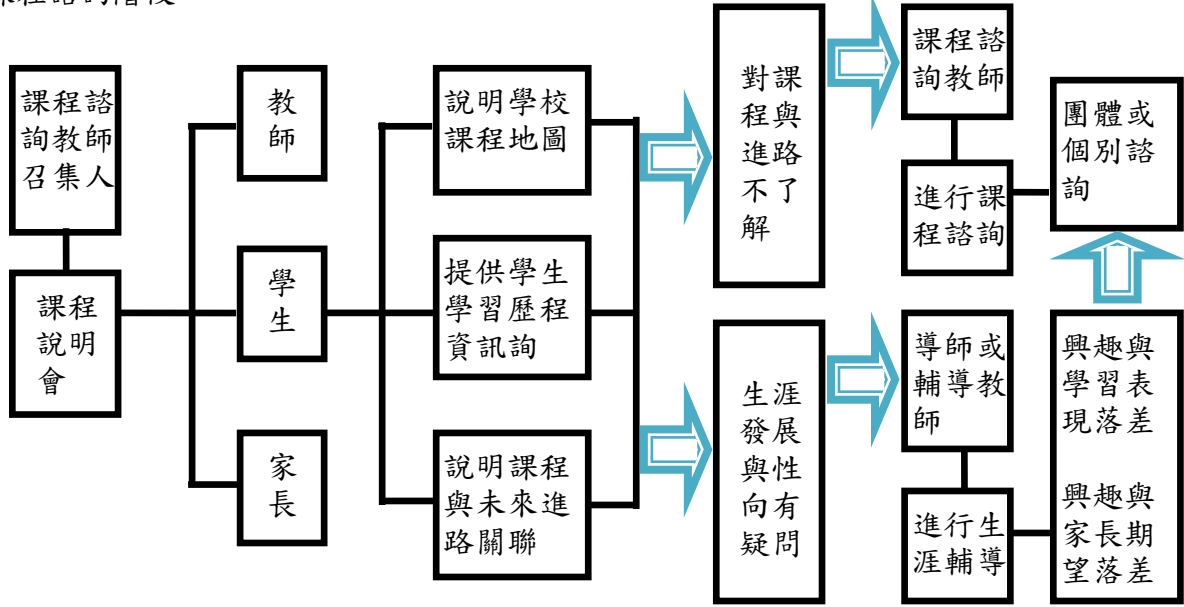 課程諮詢階段
課程諮
詢教師
召集人
課程
說明
會
教
師
學
生
家
長
說明學校
課程地圖
提供學生
學習歷程
資訊詢
說明課程
與未來進
路關聯
對課
程與
進路
不了
解
生涯
發展
與性
向有
疑問
課程諮
詢教師
進行課
程諮詢
團體或
個別諮
詢
導師或
輔導教
師
進行生
涯輔導
興趣與
學習表
現落差
興趣與
家長期
望落差